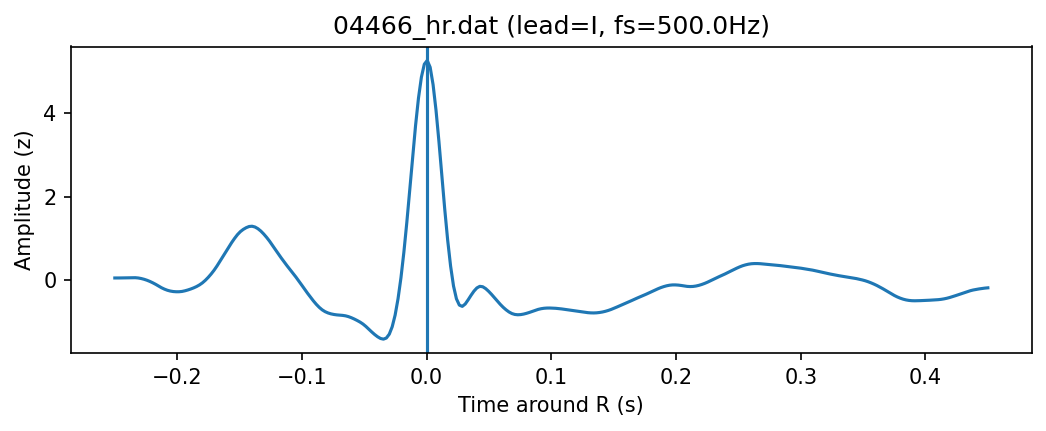 04466_hr.dat (lead=I, fs=500.0Hz)
Amplitude (z)
4
2
0
−0.2 −0.1 0.0 0.1 0.2 0.3 0.4
Time around R (s)